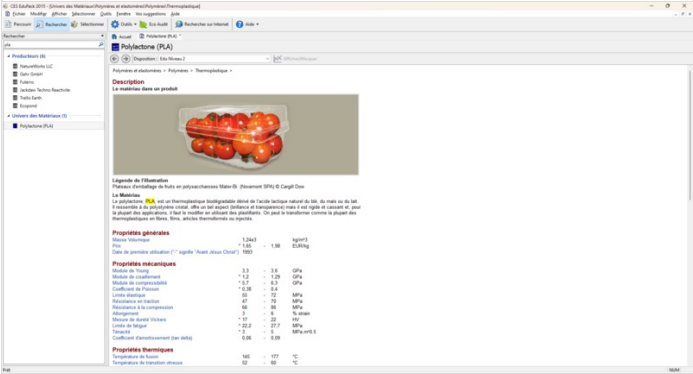 CES EduPack 2015 - [Univers des Matériaux/Polymères et élastomères/Polymères/Thermoplastique]
Fichier Modifier Afficher Sélectionner Outils Fenêtre Vos suggestions Aide
Parcourir Rechercher Sélectionner Outils Eco Audit Recherche sur Internet Aide
Rechercher
Accueil Polylactone (PLA)
pla
Polylactone (PLA)
Producteurs (6)
NatureWorks LLC
Gehr GmbH
Futerro
Jackdaw Techno Reactivite
Trellis Earth
Ecospond
Univers des Matériaux (1)
Polylactone (PLA)
Disposition : Edu Niveau 2 Afficher/Masquer
Polymères et élastomères > Polymères > Thermoplastique >
Description
Le matériau dans un produit
Légende de l'illustration
Plateaux d'emballage de fruits en polysaccharoses Mater-Bi (Novamont SPA) © Cargill Dow
Le Matériau
Le polylactone, PLA, est un thermoplastique biodégradable dérivé de l'acide lactique naturel du blé, du maïs ou du lait.
Il ressemble à du polystyrène cristal, offre un bel aspect (brillance et transparence) mais il est rigide et cassant et, pour
la plupart des applications, il faut le modifier en utilisant des plastifiants. On peut le transformer comme la plupart des
thermoplastiques en fibres, films, articles thermoformés ou injectés.
Propriétés générales
Masse Volumique 1,24e3 kg/m^3
Prix * 1,65 - 1,98 EUR/kg
Date de première utilisation ("-" signifie "Avant Jésus Christ") 1993
Propriétés mécaniques
Module de Young 3,3 - 3,6 GPa
Module de cisaillement * 1,2 - 1,29 GPa
Module de compressibilité * 5,7 - 6,3 GPa
Coefficient de Poisson * 0,38 - 0,4
Limite élastique 55 - 72 MPa
Résistance en traction 47 - 70 MPa
Résistance à la compression 66 - 86 MPa
Allongement 3 - 6 % strain
Mesure de dureté Vickers * 17 - 22 HV
Limite de fatigue * 22,2 - 27,7 MPa
Ténacité * 3 - 5 MPa.m^0.5
Coefficient d'amortissement (tan delta) 0,06 - 0,09
Propriétés thermiques
Température de fusion 145 - 177 °C
Température de transition vitreuse 52 - 60 °C
Prêt NUM